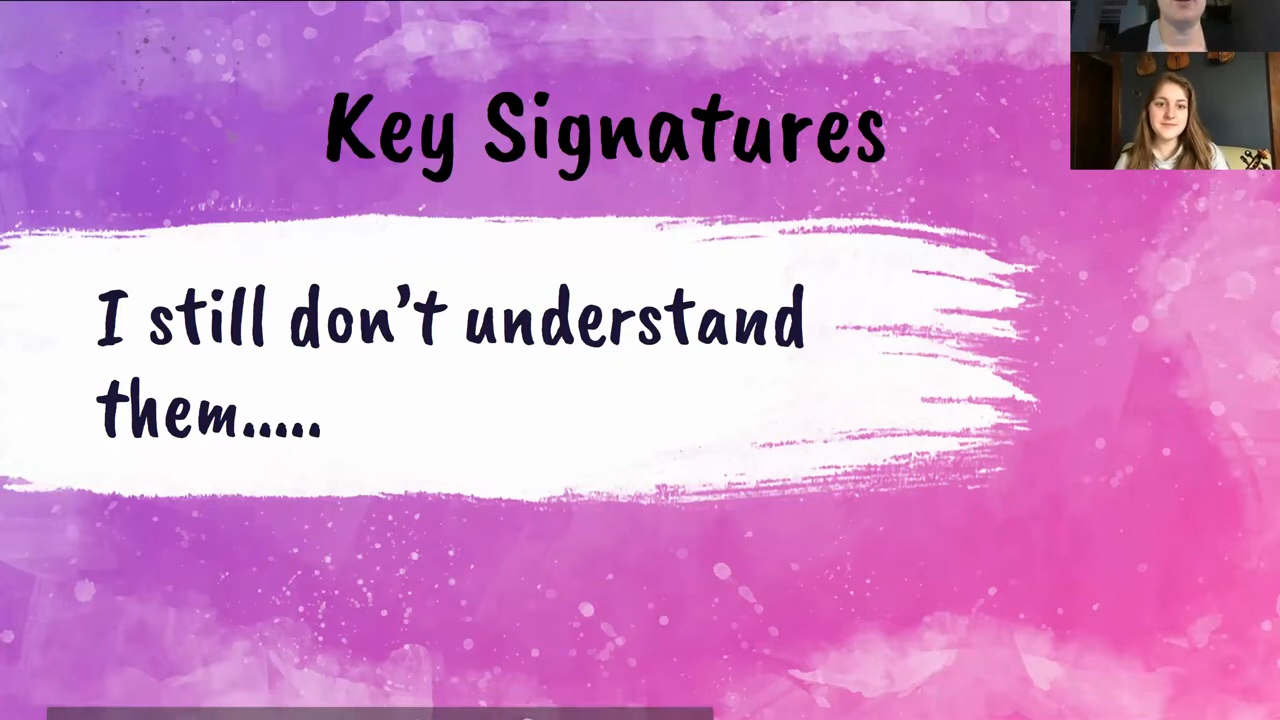 Key Signatures
I still don't understand
them.....